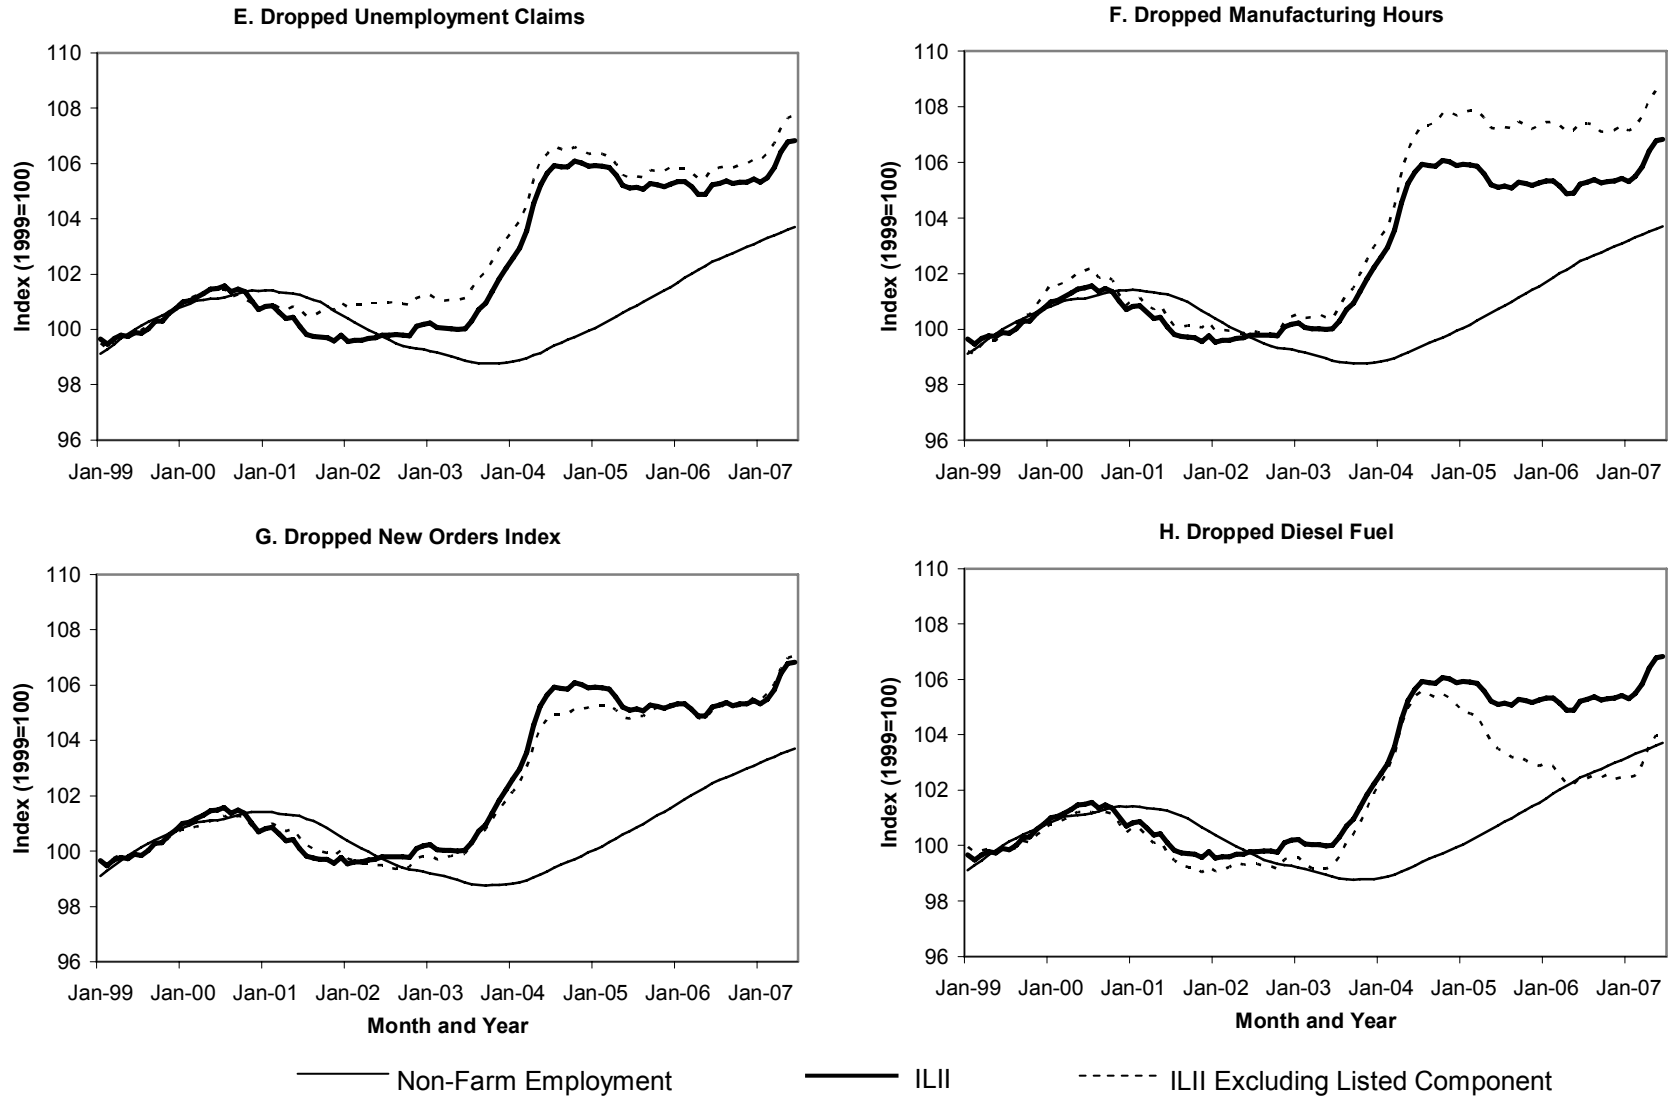 E. Dropped Unemployment Claims
110
108
106
104
102
100
98
96
Index (1999=100)
Jan-99 Jan-00 Jan-01 Jan-02 Jan-03 Jan-04 Jan-05 Jan-06 Jan-07
F. Dropped Manufacturing Hours
110
108
106
104
102
100
98
96
Index (1999=100)
Jan-99 Jan-00 Jan-01 Jan-02 Jan-03 Jan-04 Jan-05 Jan-06 Jan-07
G. Dropped New Orders Index
110
108
106
104
102
100
98
96
Index (1999=100)
Jan-99 Jan-00 Jan-01 Jan-02 Jan-03 Jan-04 Jan-05 Jan-06 Jan-07
Month and Year
H. Dropped Diesel Fuel
110
108
106
104
102
100
98
96
Index (1999=100)
Jan-99 Jan-00 Jan-01 Jan-02 Jan-03 Jan-04 Jan-05 Jan-06 Jan-07
Month and Year
Non-Farm Employment ILII ILII Excluding Listed Component